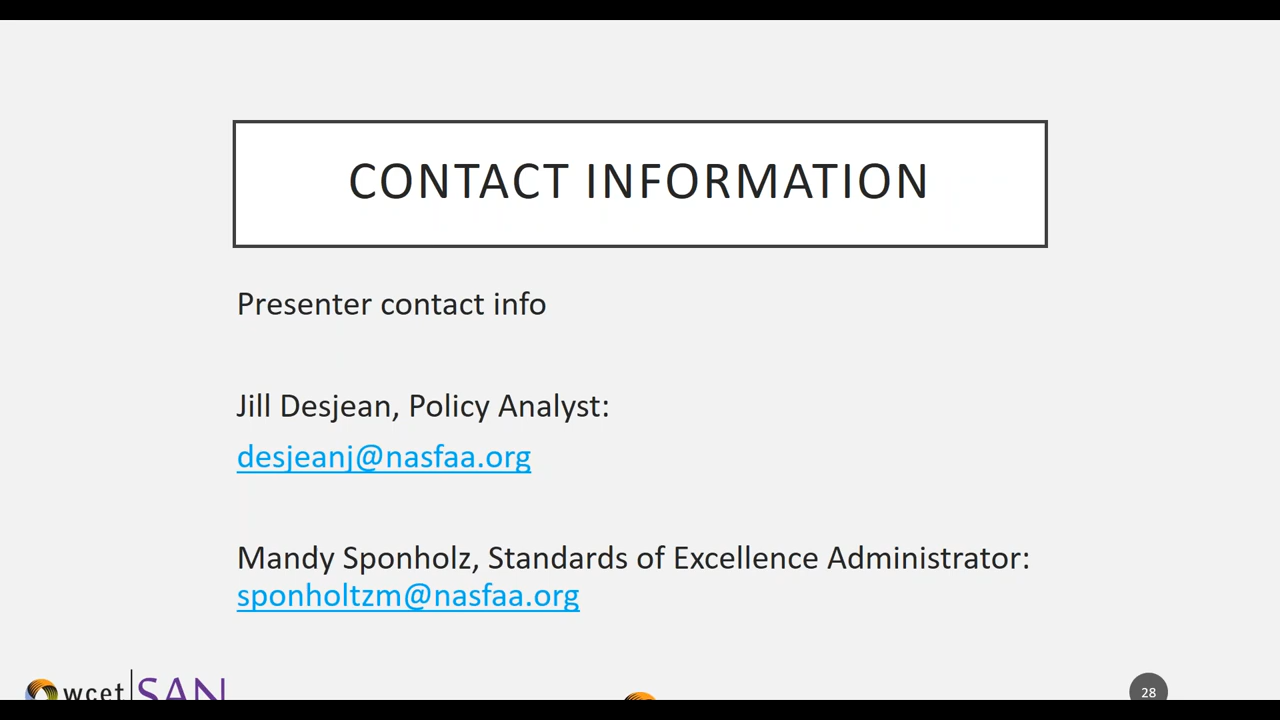 CONTACT INFORMATION
Presenter contact info
Jill Desjean, Policy Analyst:
desjeanj@nasfaa.org
Mandy Sponholz, Standards of Excellence Administrator:
sponholtzm@nasfaa.org
wcet SAN
28